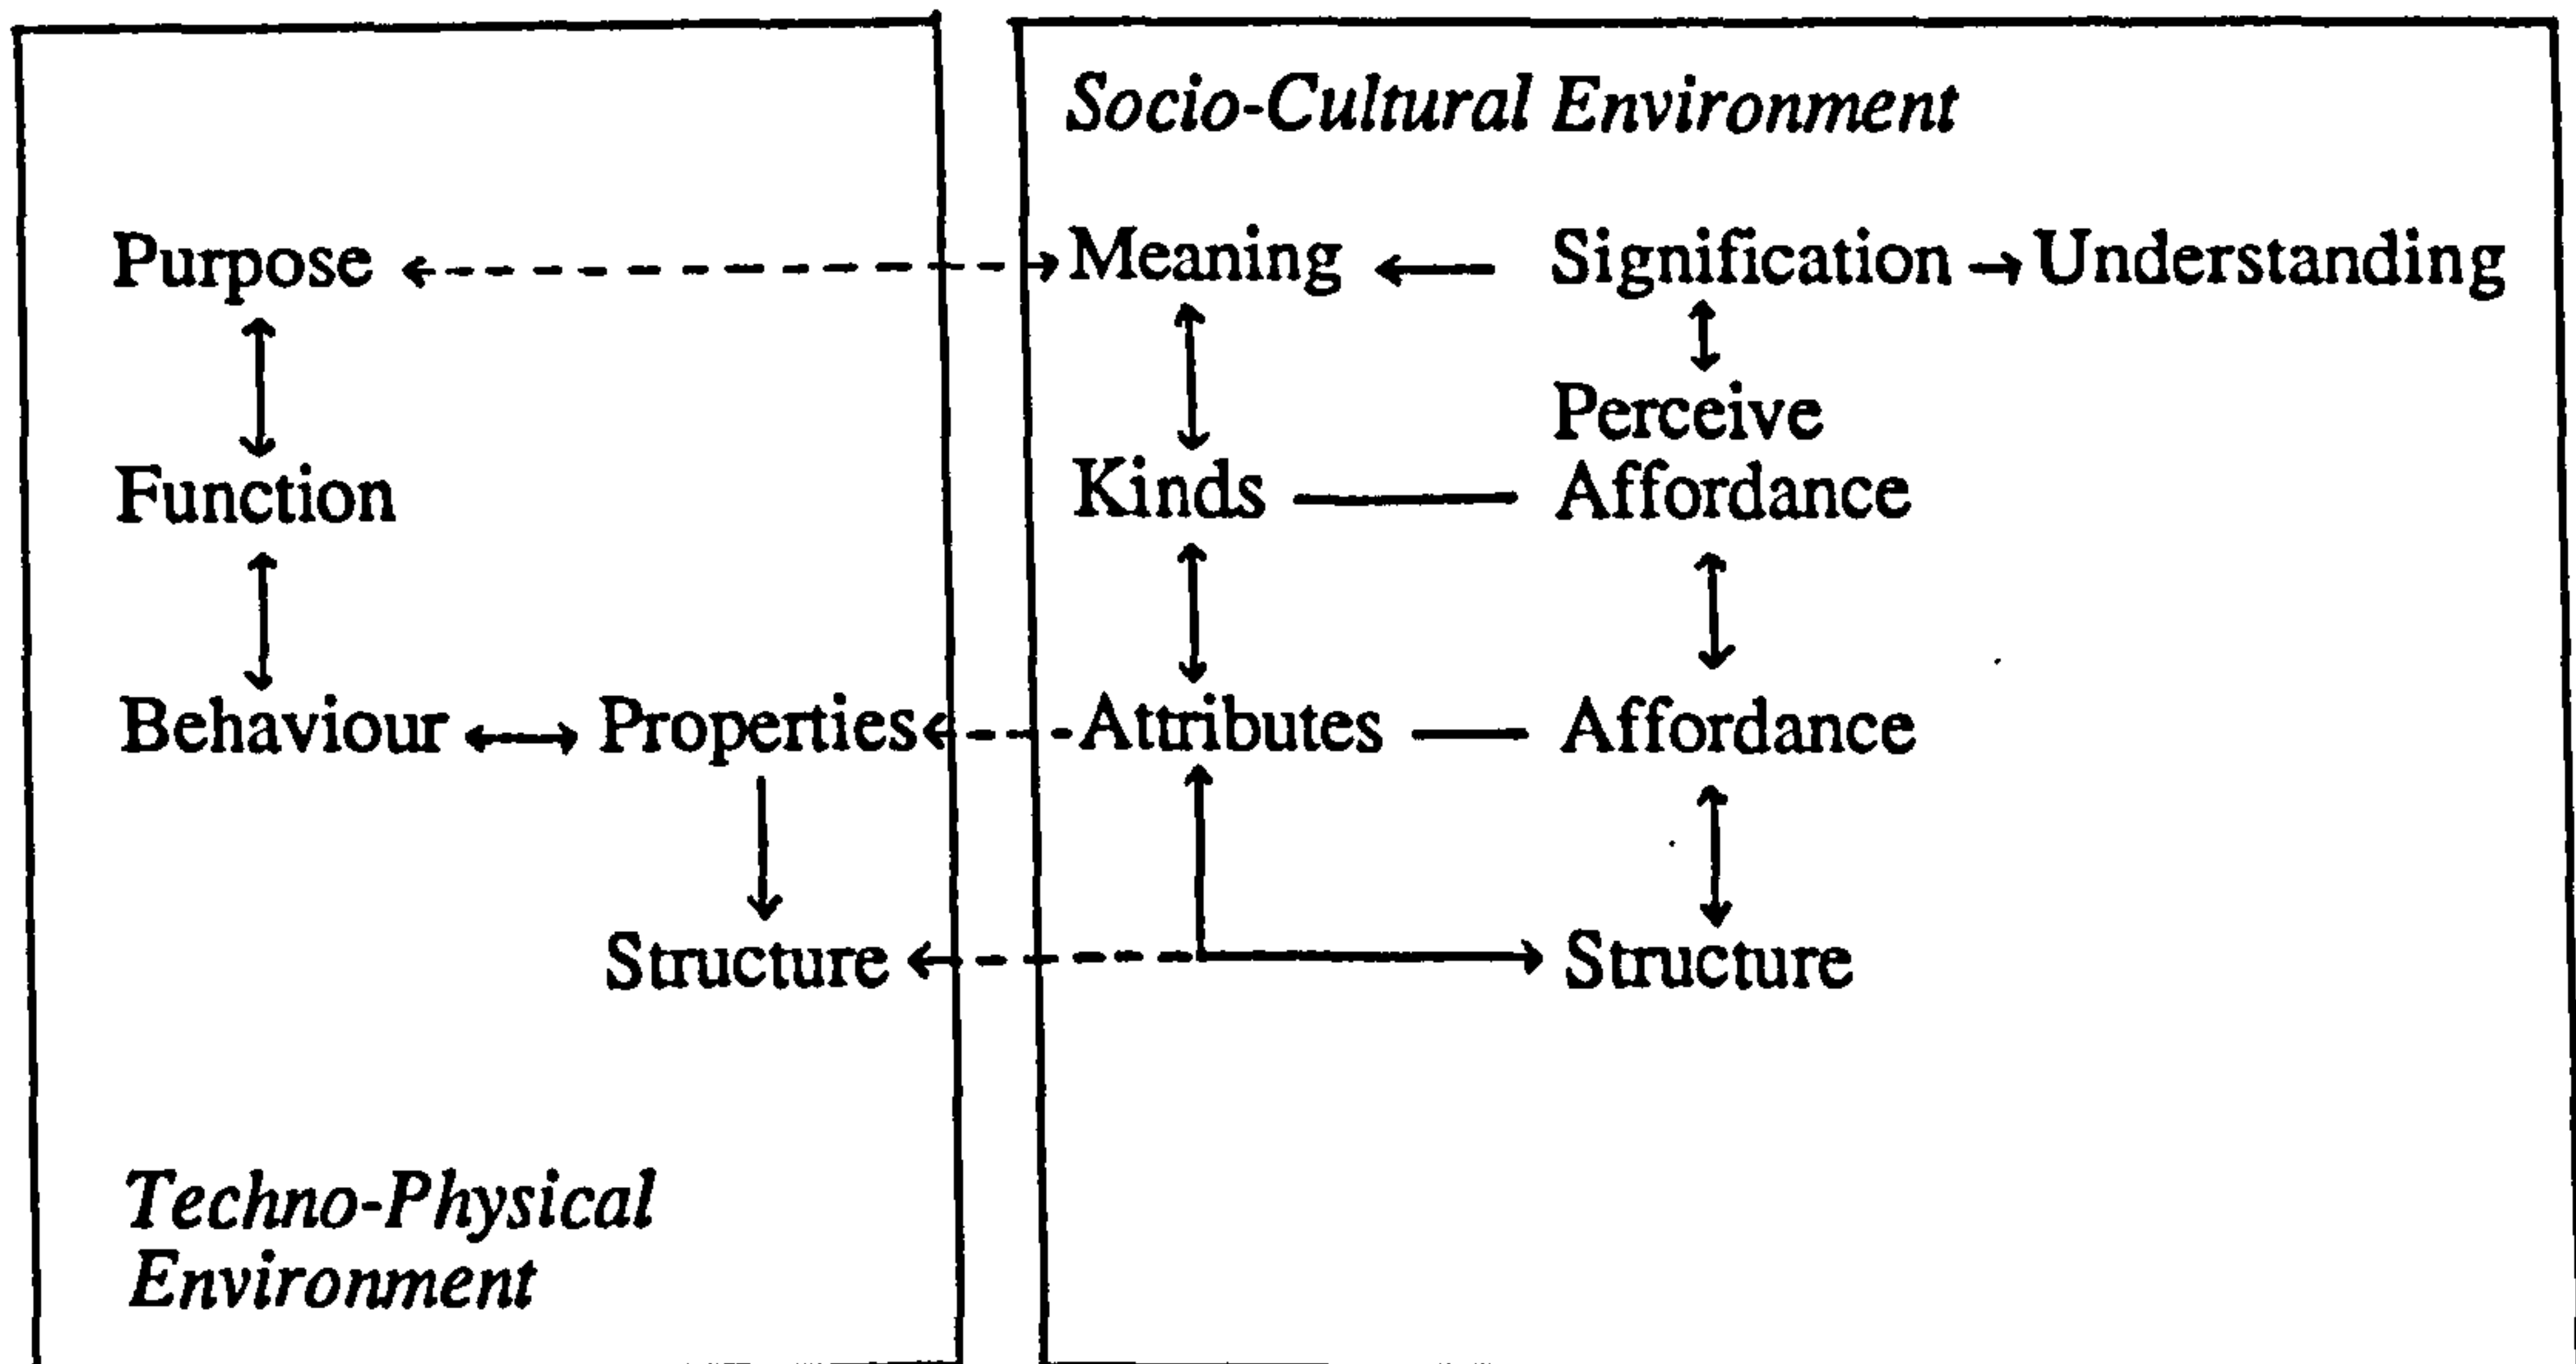 Socio-Cultural Environment
Purpose Meaning Signification Understanding
Perceive
Function Kinds Affordance
Behaviour Properties Attributes Affordance
Structure Structure
Techno-Physical
Environment